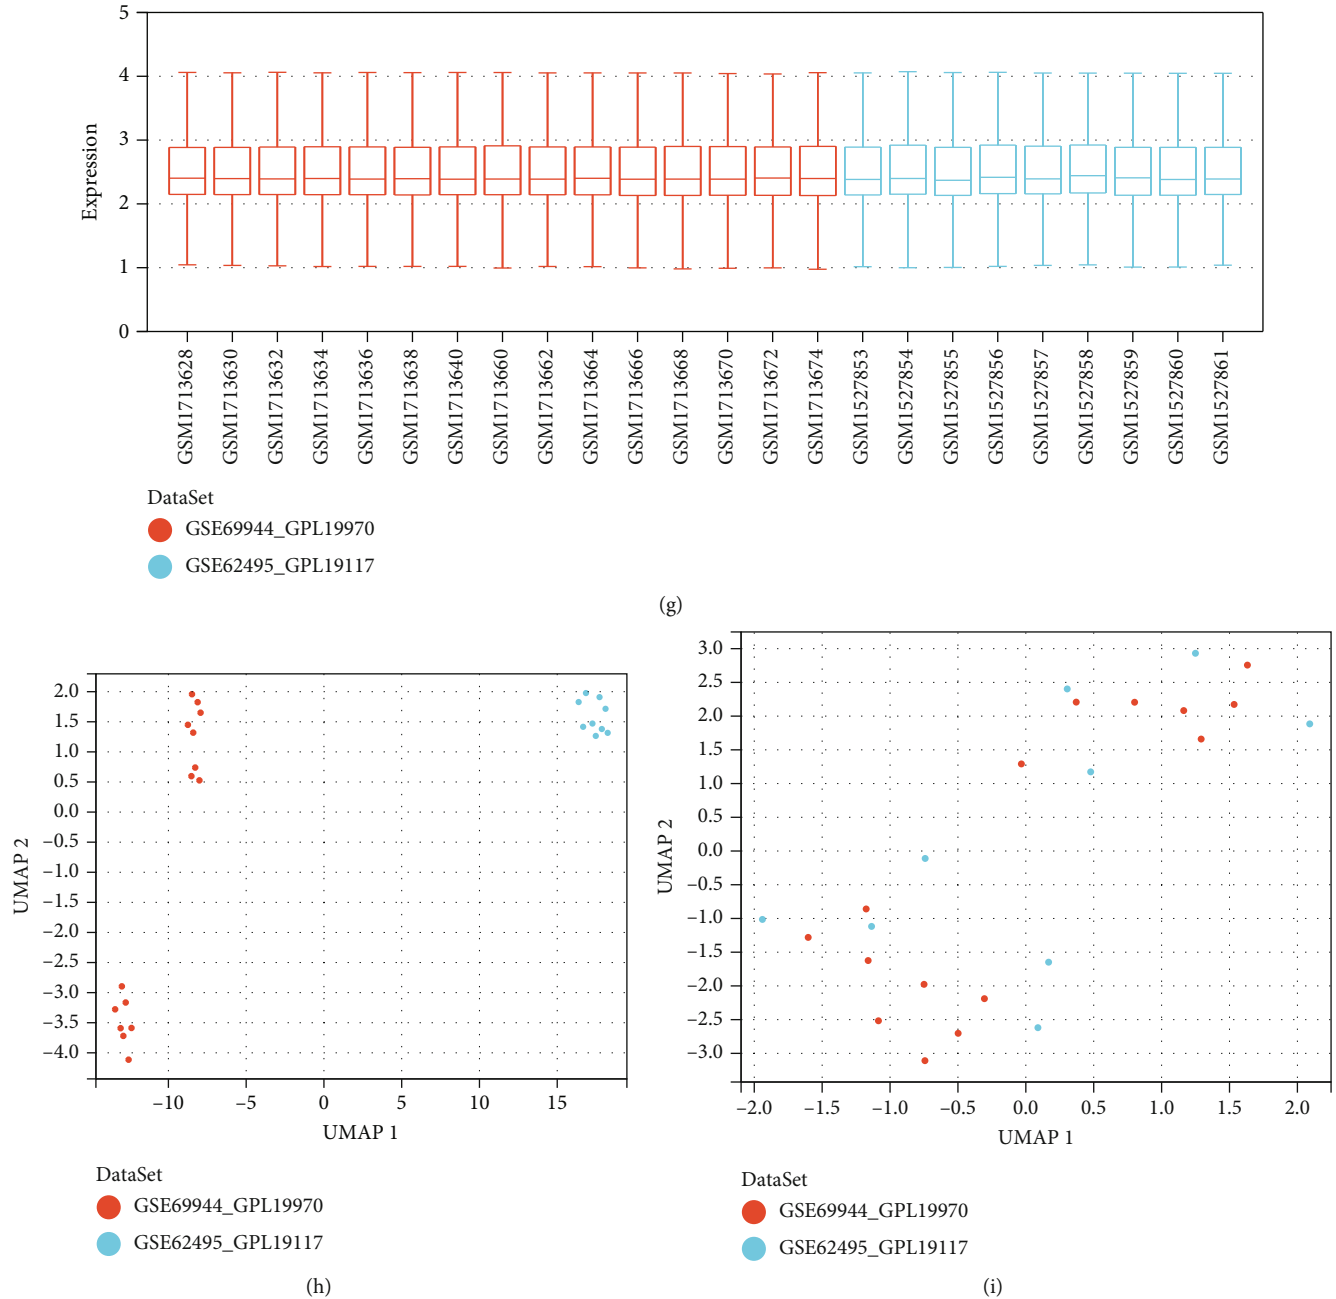 5
4
3
2
1
0
Expression
GSM1713628
GSM1713630
GSM1713632
GSM1713634
GSM1713636
GSM1713638
GSM1713640
GSM1713660
GSM1713662
GSM1713664
GSM1713666
GSM1713668
GSM1713670
GSM1713672
GSM1713674
GSM1527853
GSM1527854
GSM1527855
GSM1527856
GSM1527857
GSM1527858
GSM1527859
GSM1527860
GSM1527861
DataSet
GSE69944_GPL19970
GSE62495_GPL19117
(g)
2.0
1.5
1.0
0.5
0.0
−0.5
−1.0
−1.5
−2.0
−2.5
−3.0
−3.5
−4.0
UMAP 2
−10 −5 0 5 10 15
UMAP 1
DataSet
GSE69944_GPL19970
GSE62495_GPL19117
(h)
3.0
2.5
2.0
1.5
1.0
0.5
0.0
−0.5
−1.0
−1.5
−2.0
−2.5
−3.0
UMAP 2
−2.0 −1.5 −1.0 −0.5 0.0 0.5 1.0 1.5 2.0
UMAP 1
DataSet
GSE69944_GPL19970
GSE62495_GPL19117
(i)